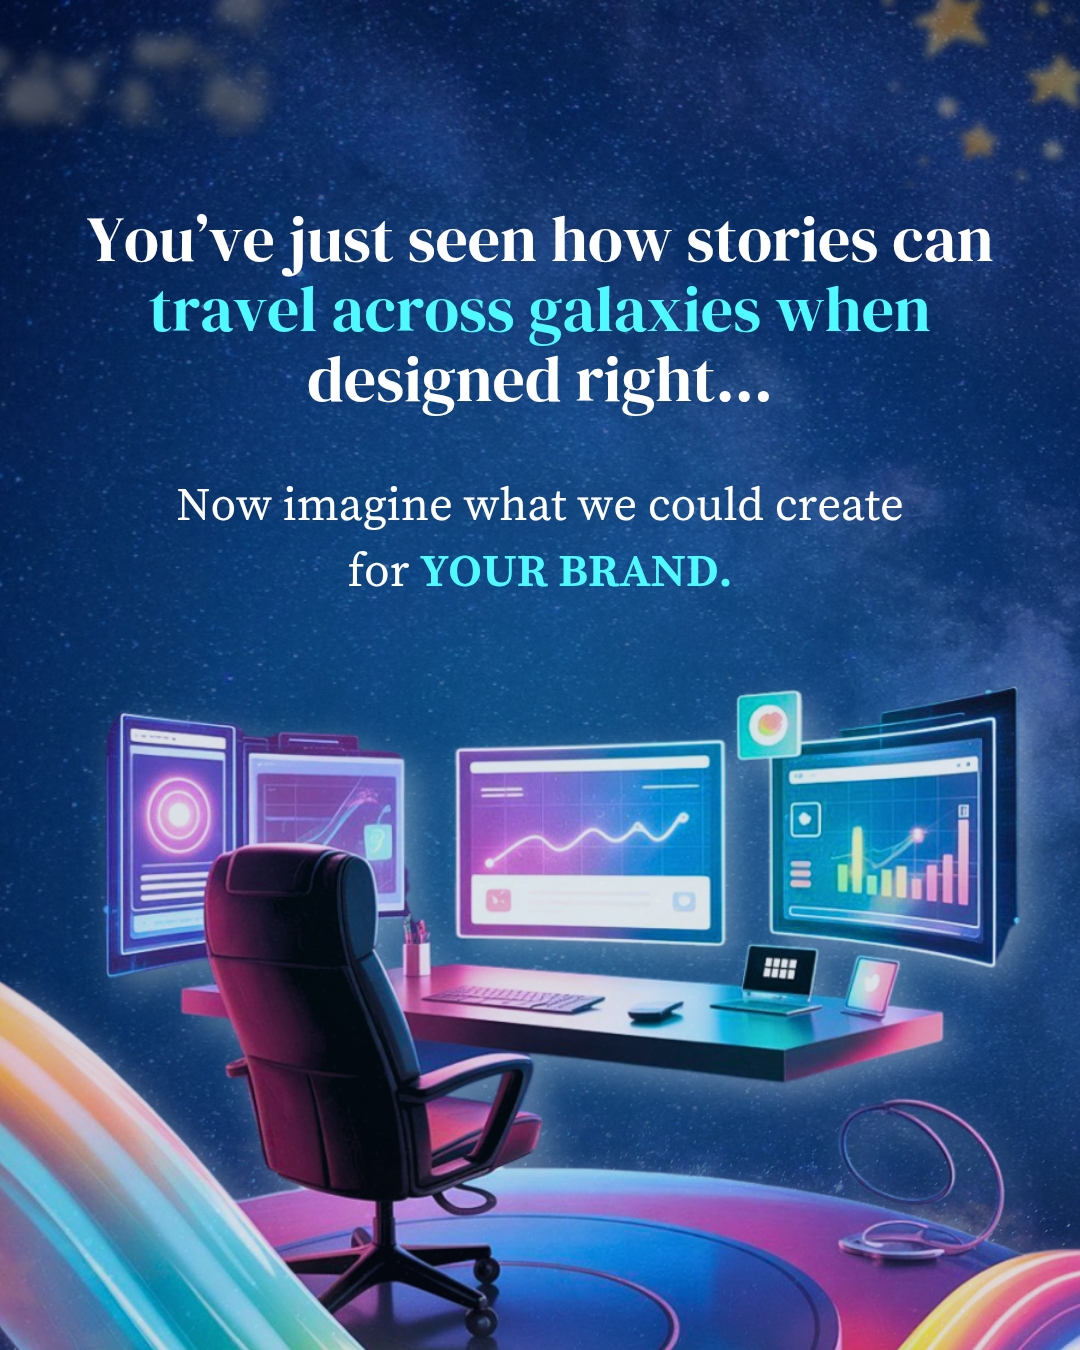 You’ve just seen how stories can
travel across galaxies when
designed right...
Now imagine what we could create
for YOUR BRAND.